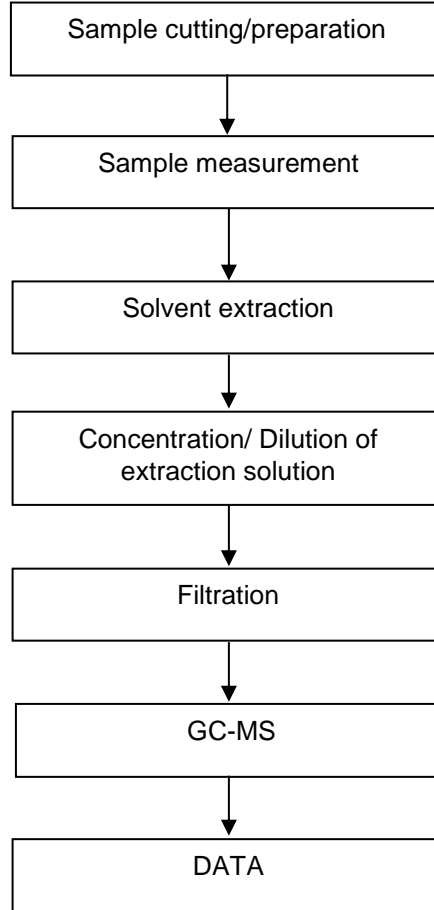 Sample cutting/preparation
Sample measurement
Solvent extraction
Concentration/ Dilution of
extraction solution
Filtration
GC-MS
DATA